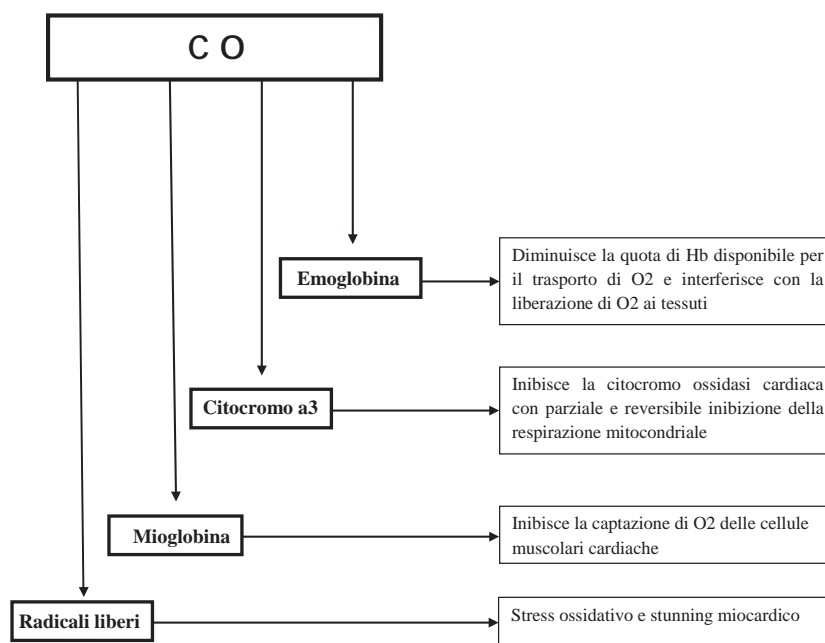 C O
Emoglobina
Diminuisce la quota di Hb disponibile per
il trasporto di O2 e interferisce con la
liberazione di O2 ai tessuti
Citocromo a3
Inibisce la citocromo ossidasi cardiaca
con parziale e reversibile inibizione della
respirazione mitocondriale
Mioglobina
Inibisce la captazione di O2 delle cellule
muscolari cardiache
Radicali liberi
Stress ossidativo e stunning miocardico